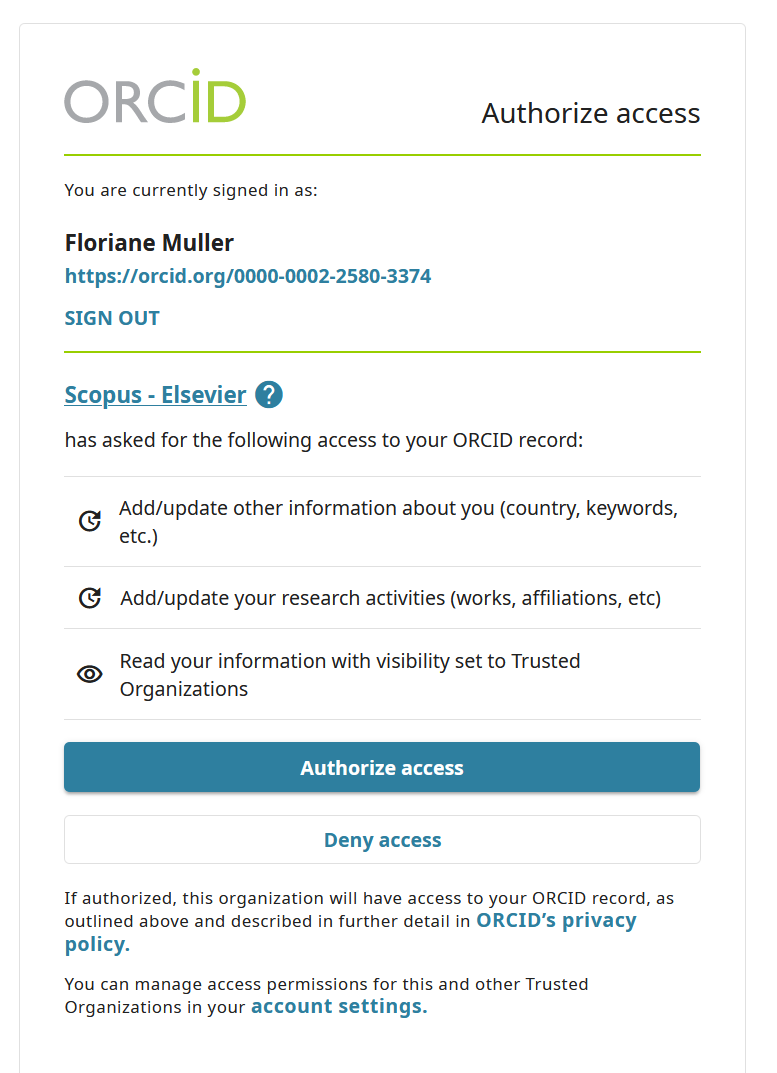 ORCiD
Authorize access
You are currently signed in as:
Floriane Muller
https://orcid.org/0000-0002-2580-3374
SIGN OUT
Scopus - Elsevier ?
has asked for the following access to your ORCID record:
Add/update other information about you (country, keywords,
etc.)
Add/update your research activities (works, affiliations, etc)
Read your information with visibility set to Trusted
Organizations
Authorize access
Deny access
If authorized, this organization will have access to your ORCID record, as
outlined above and described in further detail in ORCID’s privacy
policy.
You can manage access permissions for this and other Trusted
Organizations in your account settings.